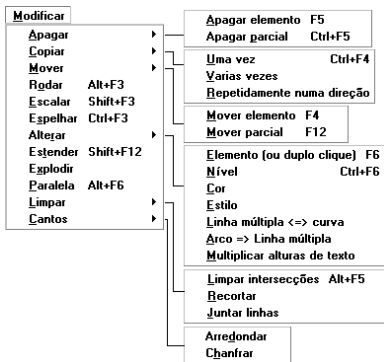 Modificar
Apagar
Copiar
Mover
Rodar Alt+F3
Escalar Shift+F3
Espelhar Ctrl+F3
Alterar
Estender Shift+F12
Explodir
Paralela Alt+F6
Limpar
Cantos
Apagar elemento F5
Apagar parcial Ctrl+F5
Uma vez Ctrl+F4
Varias vezes
Repetidamente numa direção
Mover elemento F4
Mover parcial F12
Elemento (ou duplo clique) F6
Nível Ctrl+F6
Cor
Estilo
Linha múltipla <=> curva
Arco => Linha múltipla
Multiplicar alturas de texto
Limpar intersecções Alt+F5
Recortar
Juntar linhas
Arredondar
Chanfrar